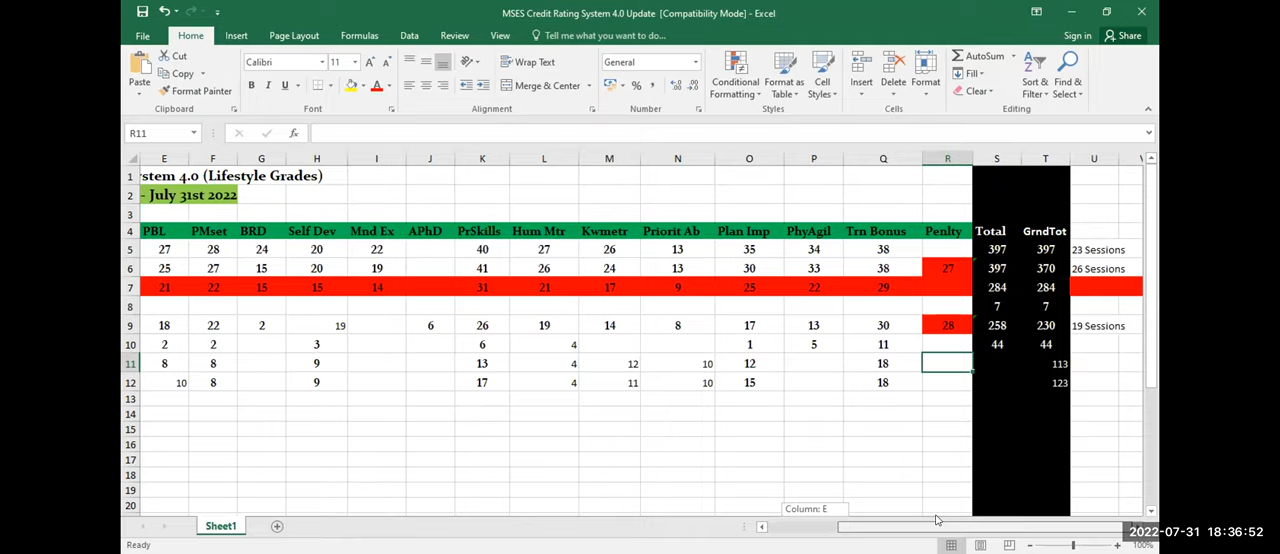 MSES Credit Rating System 4.0 Update [Compatibility Mode] - Excel
File Home Insert Page Layout Formulas Data Review View Tell me what you want to do... Sign in Share
Paste Cut Copy Format Painter Calibri 11 B I U A A A Wrap Text Merge & Center General % , Conditional Formatting Format as Table Cell Styles Insert Delete Format AutoSum Fill Clear Sort & Filter Find & Select
Clipboard Font Alignment Number Styles Cells Editing
R11 fx
E F G H I J K L M N O P Q R S T U
1 stem 4.0 (Lifestyle Grades)
2 - July 31st 2022
3
4 PBL PMset BRD Self Dev Mnd Ex APhD PrSkills Hum Mtr Kwmetr Priorit Ab Plan Imp PhyAgil Trn Bonus Penlty Total GrndTot
5 27 28 24 20 22 40 27 26 13 35 34 38 397 397 23 Sessions
6 25 27 15 20 19 41 26 24 13 30 33 38 27 397 370 26 Sessions
7 21 22 15 15 14 31 21 17 9 25 22 29 284 284
8 7 7
9 18 22 2 19 6 26 19 14 8 17 13 30 28 258 230 19 Sessions
10 2 2 3 6 4 1 5 11 44 44
11 8 8 9 13 4 12 10 12 18 113
12 10 8 9 17 4 11 10 15 18 123
13
14
15
16
17
18
19
20
Column: E
Sheet1
Ready 100%
2022-07-31 18:36:52